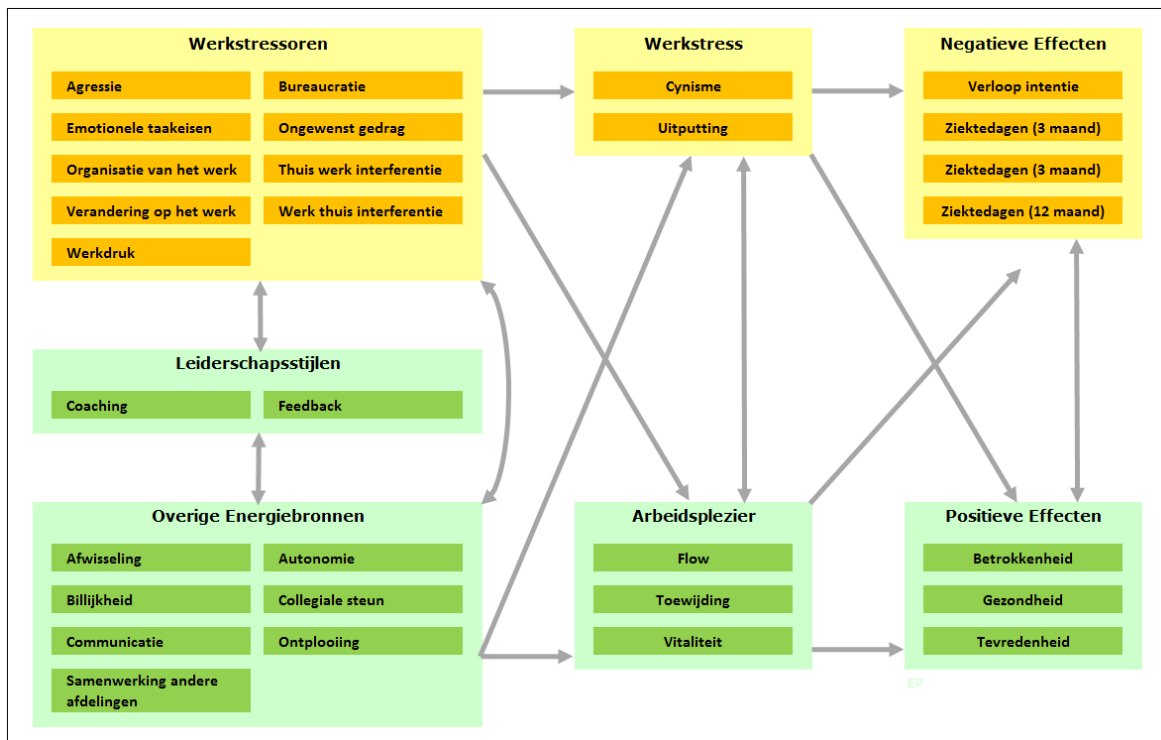 Werkstressoren
Agressie
Bureaucratie
Emotionele taakeisen
Ongewenst gedrag
Organisatie van het werk
Thuis werk interferentie
Verandering op het werk
Werk thuis interferentie
Werkdruk
Werkstress
Cynisme
Uitputting
Negatieve Effecten
Verloop intentie
Ziektedagen (3 maand)
Ziektedagen (3 maand)
Ziektedagen (12 maand)
Leiderschapsstijlen
Coaching
Feedback
Overige Energiebronnen
Afwisseling
Autonomie
Billijkheid
Collegiale steun
Communicatie
Ontplooiing
Samenwerking andere
afdelingen
Arbeidsplezier
Flow
Toewijding
Vitaliteit
Positieve Effecten
Betrokkenheid
Gezondheid
Tevredenheid
EP